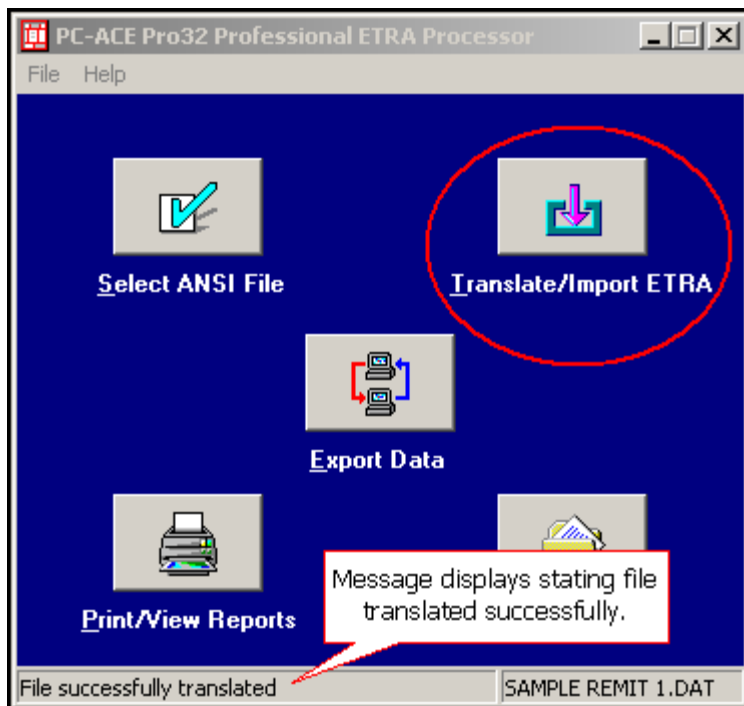 PC-ACE Pro32 Professional ETRA Processor
File Help
Select ANSI File
Translate/Import ETRA
Export Data
Print/View Reports
Message displays stating file
translated successfully.
File successfully translated
SAMPLE REMIT 1.DAT